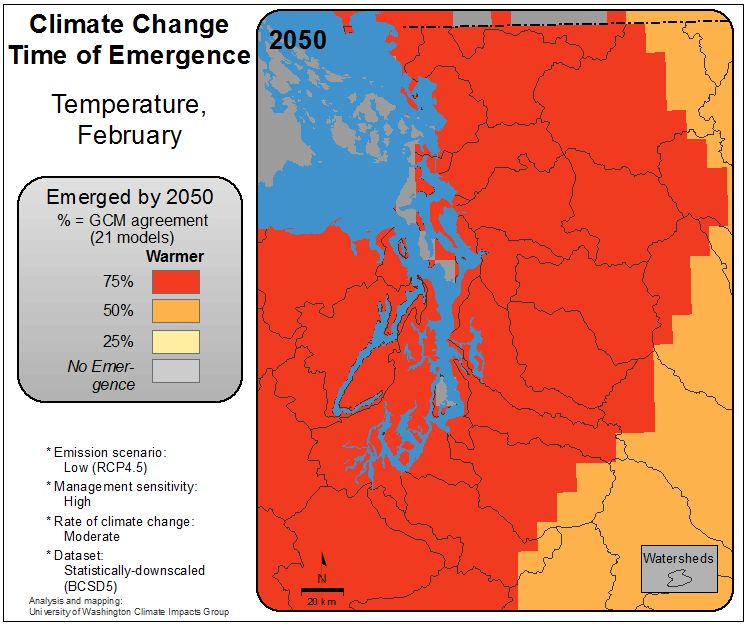 Climate Change
Time of Emergence
Temperature,
February
Emerged by 2050
% = GCM agreement
(21 models)
Warmer
75%
50%
25%
No Emer-
gence
* Emission scenario:
Low (RCP4.5)
* Management sensitivity:
High
* Rate of climate change:
Moderate
* Dataset:
Statistically-downscaled
(BCSD5)
Analysis and mapping:
University of Washington Climate Impacts Group
2050
N
20 km
Watersheds